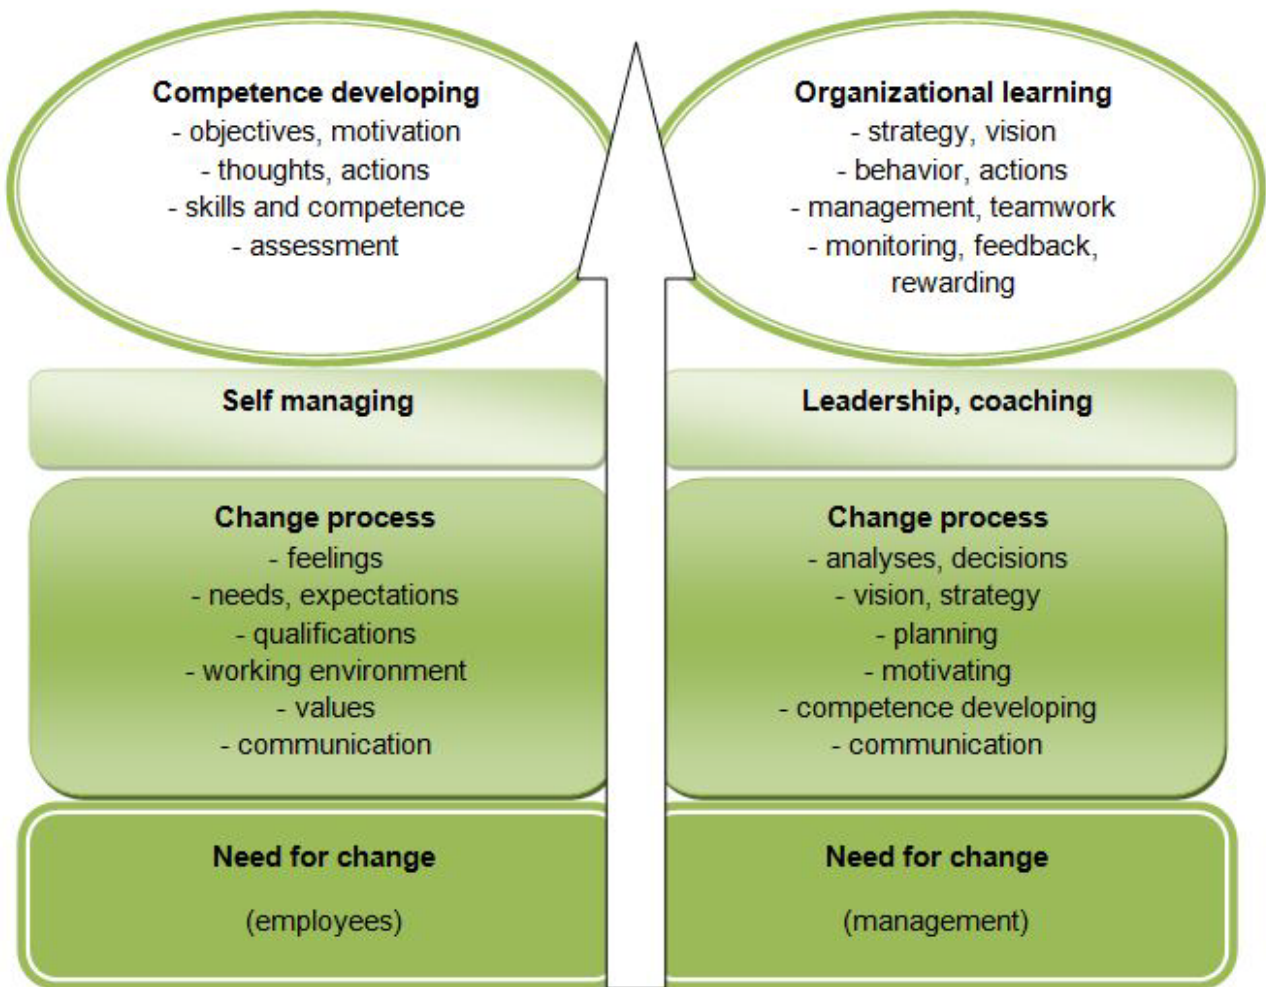 Competence developing
- objectives, motivation
- thoughts, actions
- skills and competence
- assessment
Organizational learning
- strategy, vision
- behavior, actions
- management, teamwork
- monitoring, feedback,
rewarding
Self managing
Leadership, coaching
Change process
- feelings
- needs, expectations
- qualifications
- working environment
- values
- communication
Change process
- analyses, decisions
- vision, strategy
- planning
- motivating
- competence developing
- communication
Need for change
(employees)
Need for change
(management)